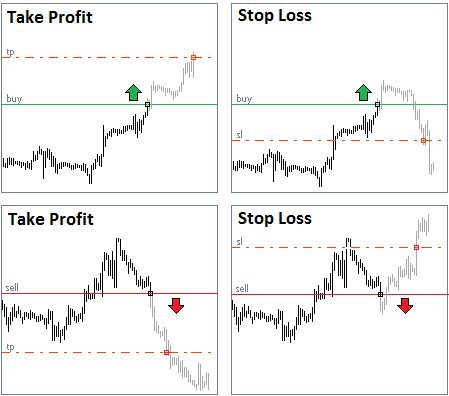 Take Profit
tp
buy
Stop Loss
buy
sl
Take Profit
sell
tp
Stop Loss
sl
sell